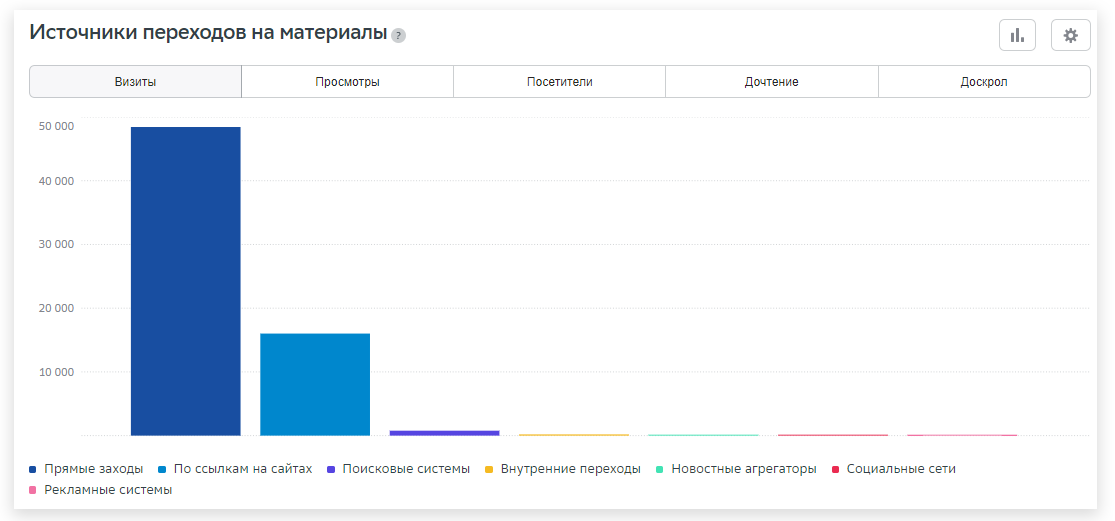 Источники переходов на материалы ?
Визиты Просмотры Посетители Дочтение Доскрол
50 000
40 000
30 000
20 000
10 000
Прямые заходы По ссылкам на сайтах Поисковые системы Внутренние переходы Новостные агрегаторы Социальные сети
Рекламные системы